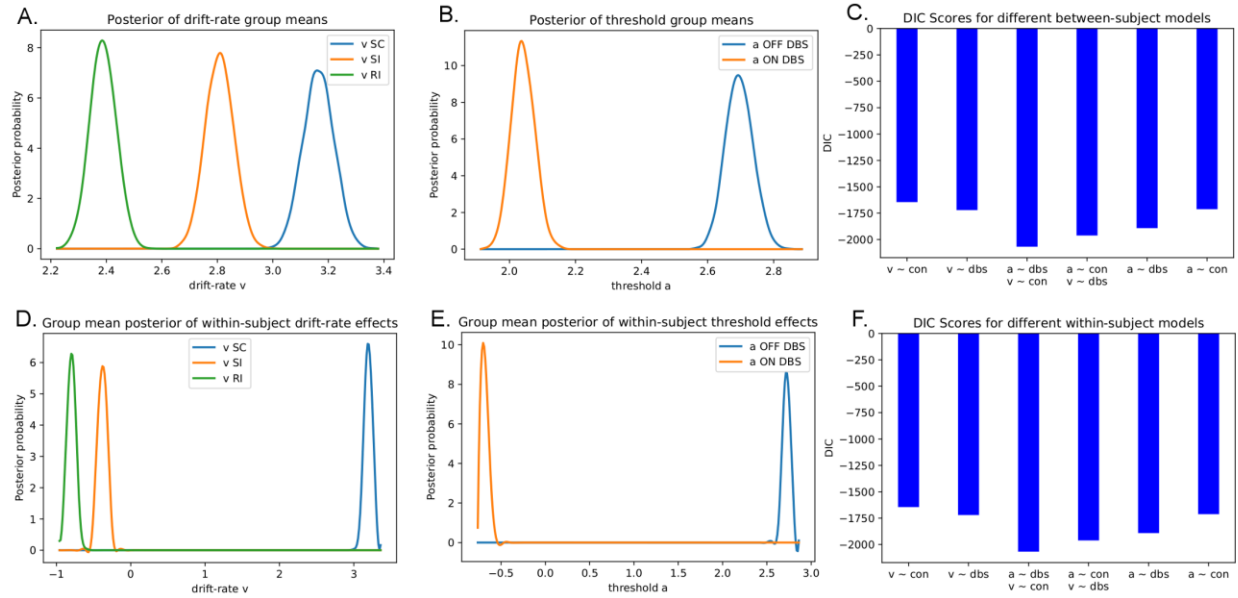 A.
Posterior of drift-rate group means
8
6
4
2
0
Posterior probability
v SC
v SI
v RI
2.2 2.4 2.6 2.8 3.0 3.2 3.4
drift-rate v
B.
Posterior of threshold group means
10
8
6
4
2
0
Posterior probability
a OFF DBS
a ON DBS
2.0 2.2 2.4 2.6 2.8
threshold a
C.
DIC Scores for different between-subject models
0
−250
−500
−750
−1000
−1250
−1500
−1750
−2000
DIC
v ~ con v ~ dbs a ~ dbs a ~ con a ~ dbs a ~ con
v ~ con v ~ dbs
D.
Group mean posterior of within-subject drift-rate effects
6
5
4
3
2
1
0
Posterior probability
v SC
v SI
v RI
−1 0 1 2 3
drift-rate v
E.
Group mean posterior of within-subject threshold effects
10
8
6
4
2
0
Posterior probability
a OFF DBS
a ON DBS
−0.5 0.0 0.5 1.0 1.5 2.0 2.5 3.0
threshold a
F.
DIC Scores for different within-subject models
0
−250
−500
−750
−1000
−1250
−1500
−1750
−2000
DIC
v ~ con v ~ dbs a ~ dbs a ~ con a ~ dbs a ~ con
v ~ con v ~ dbs